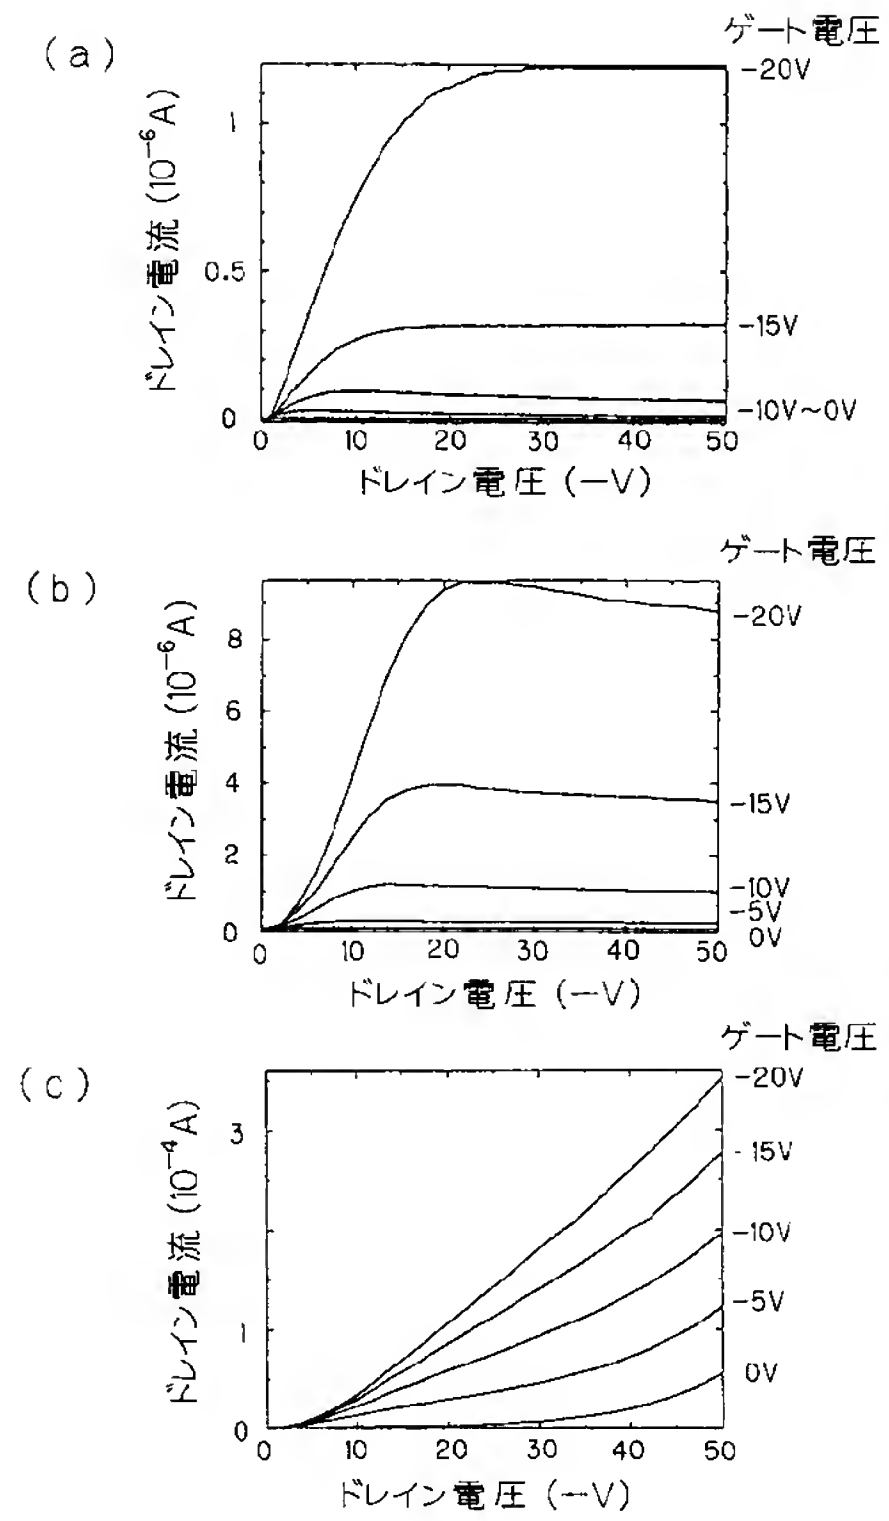 (a)
ゲート電圧
-20V
-15V
-10V~0V
ドレイン電流 (10⁻⁶A)
1
0.5
0
0 10 20 30 40 50
ドレイン電圧 (-V)
(b)
ゲート電圧
-20V
-15V
-10V
-5V
0V
ドレイン電流 (10⁻⁶A)
8
6
4
2
0
0 10 20 30 40 50
ドレイン電圧 (-V)
(c)
ゲート電圧
-20V
-15V
-10V
-5V
0V
ドレイン電流 (10⁻⁴A)
3
1
0
0 10 20 30 40 50
ドレイン電圧 (-V)